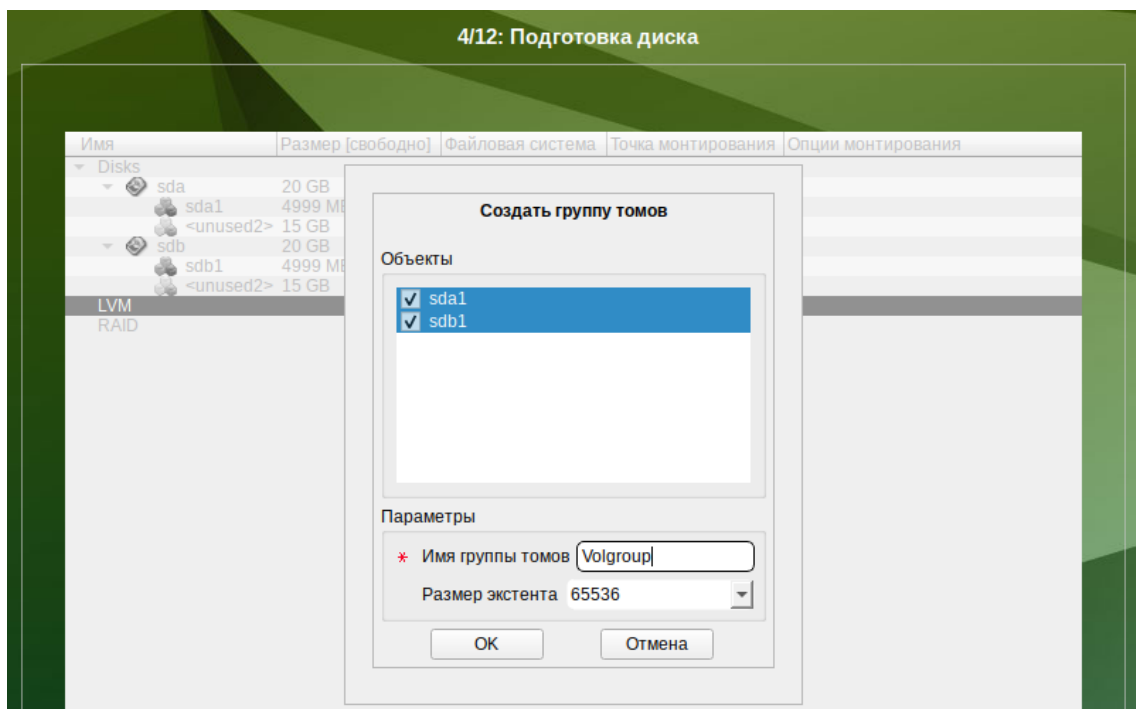 4/12: Подготовка диска
Имя Размер [свободно] Файловая система Точка монтирования Опции монтирования
Disks
sda 20 GB
sda1 4999 MB
<unused2> 15 GB
sdb 20 GB
sdb1 4999 MB
<unused2> 15 GB
LVM
RAID
Создать группу томов
Объекты
sda1
sdb1
Параметры
* Имя группы томов Volgroup
Размер экстента 65536
OK Отмена